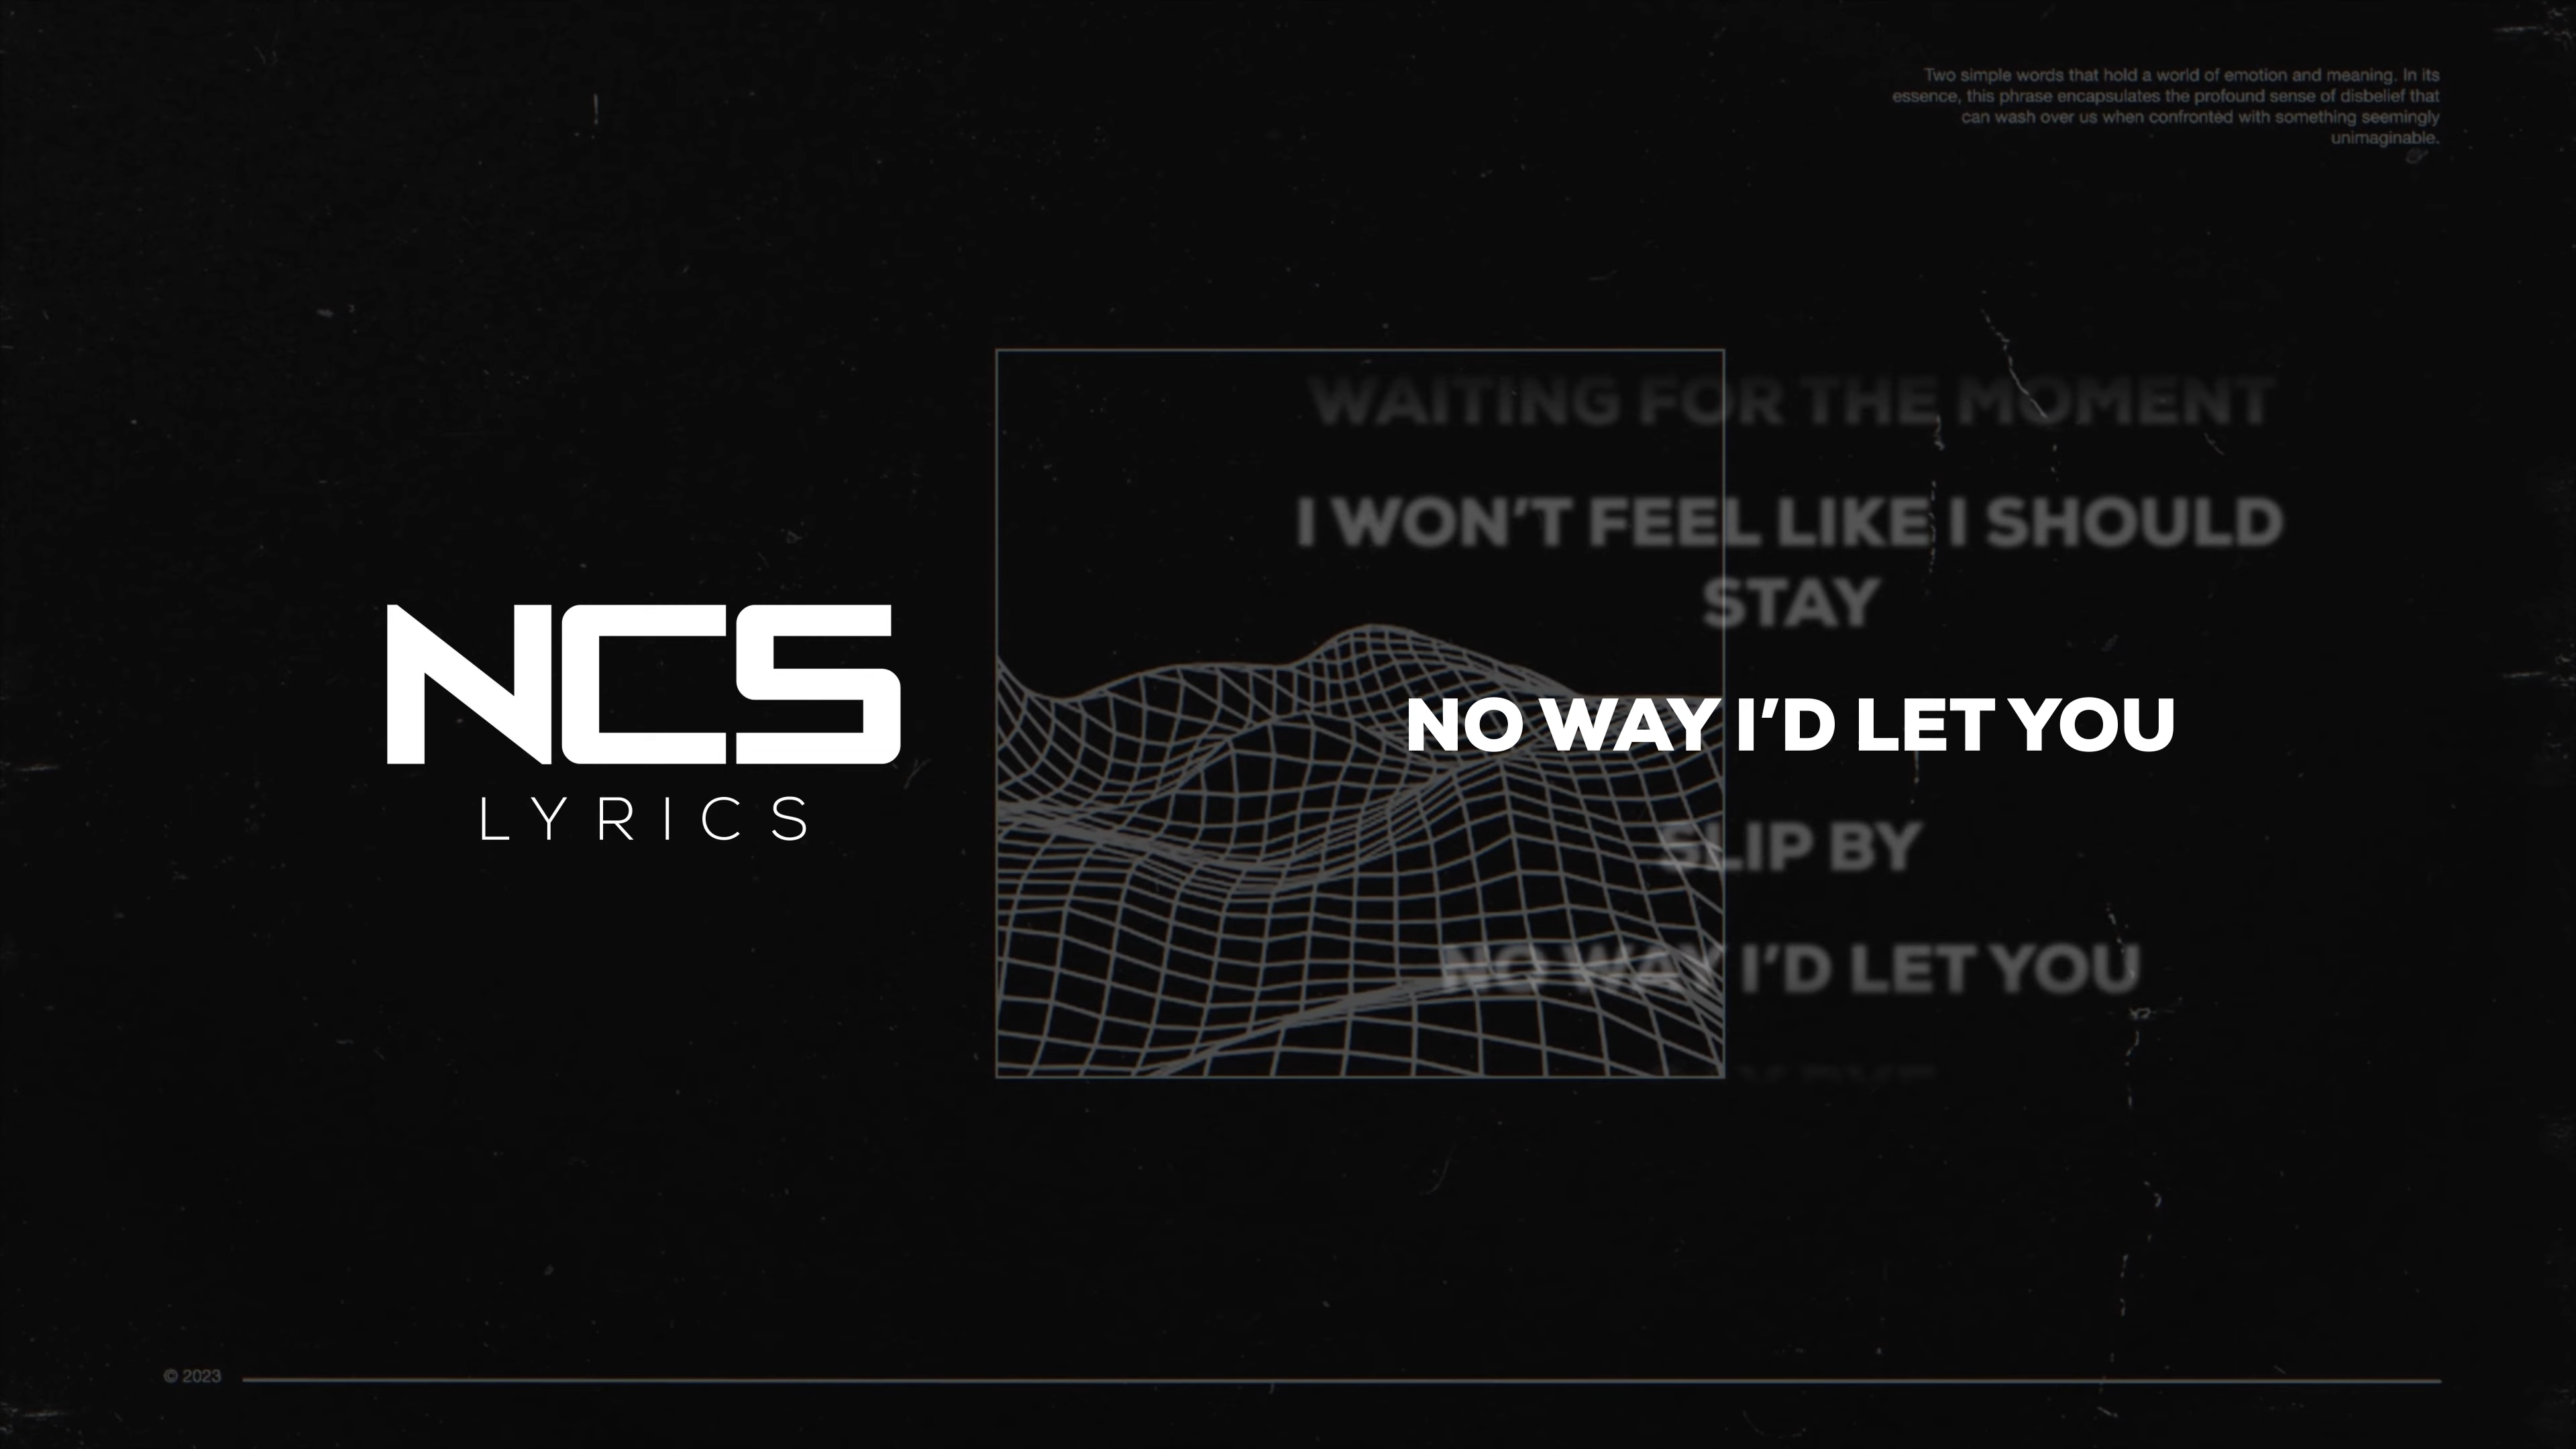 Two simple words that hold a world of emotion and meaning. In its
essence, this phrase encapsulates the profound sense of disbelief that
can wash over us when confronted with something seemingly
unimaginable.
NCS
LYRICS
WAITING FOR THE MOMENT
I WON'T FEEL LIKE I SHOULD
STAY
NO WAY I'D LET YOU
SLIP BY
NO WAY I'D LET YOU
© 2023